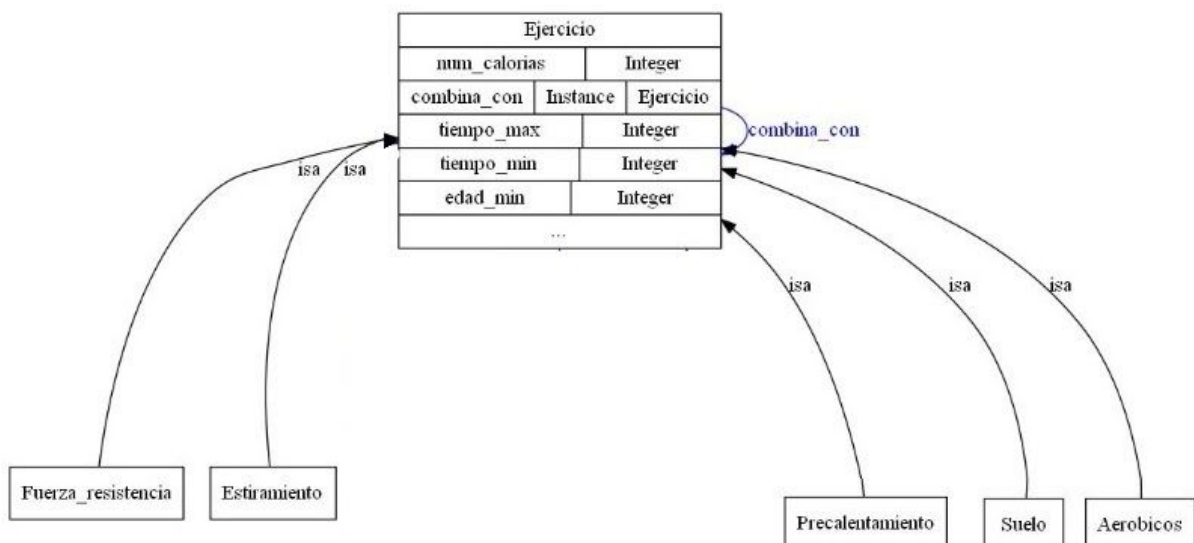 Ejercicio
num_calorias Integer
combina_con Instance Ejercicio
tiempo_max Integer
combina_con
tiempo_min Integer
edad_min Integer
...
isa isa
isa isa isa
Fuerza_resistencia Estiramiento
Precalentamiento Suelo Aerobicos